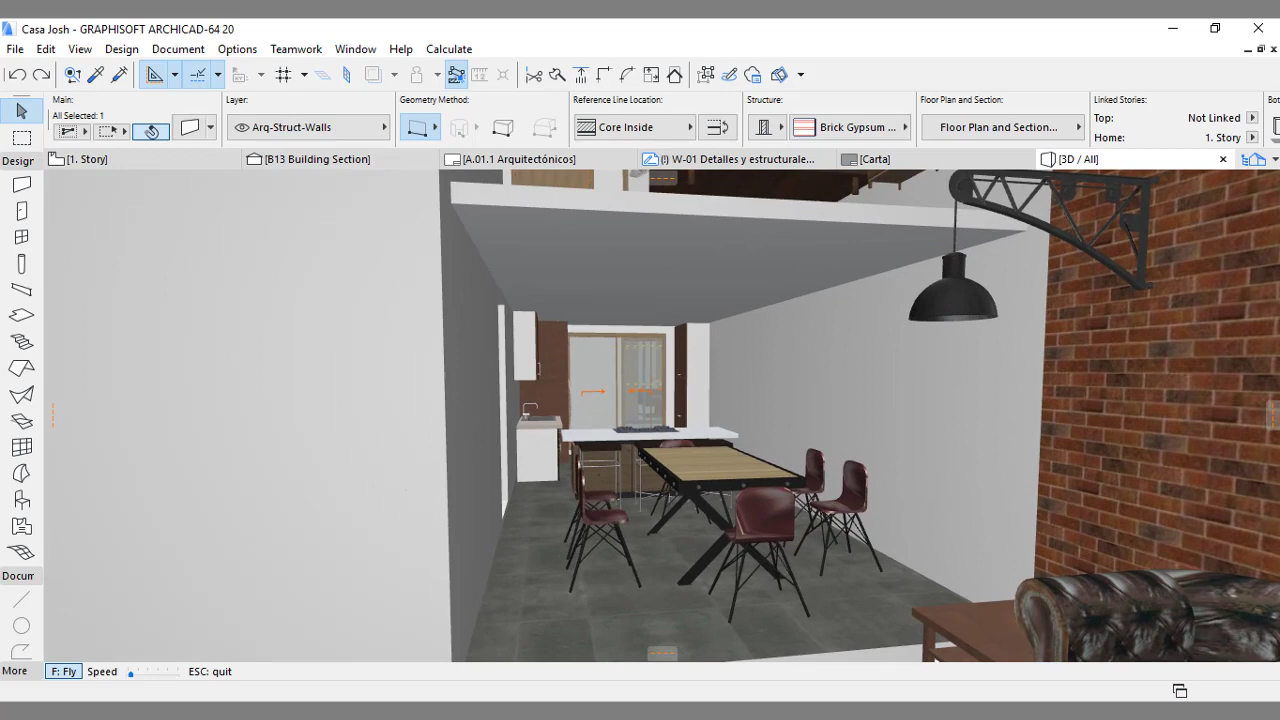 Casa Josh - GRAPHISOFT ARCHICAD-64 20
File Edit View Design Document Options Teamwork Window Help Calculate
Main:
All Selected: 1
Layer:
Arq-Struct-Walls
Geometry Method:
Reference Line Location:
Core Inside
Structure:
Brick Gypsum ...
Floor Plan and Section:
Floor Plan and Section...
Linked Stories:
Top: Not Linked
Home: 1. Story
Bot
Design
[1. Story] [B13 Building Section] [A.01.1 Arquitectónicos] (!) W-01 Detalles y estructurale... [Carta] [3D / All]
Docum
More
F: Fly Speed ESC: quit